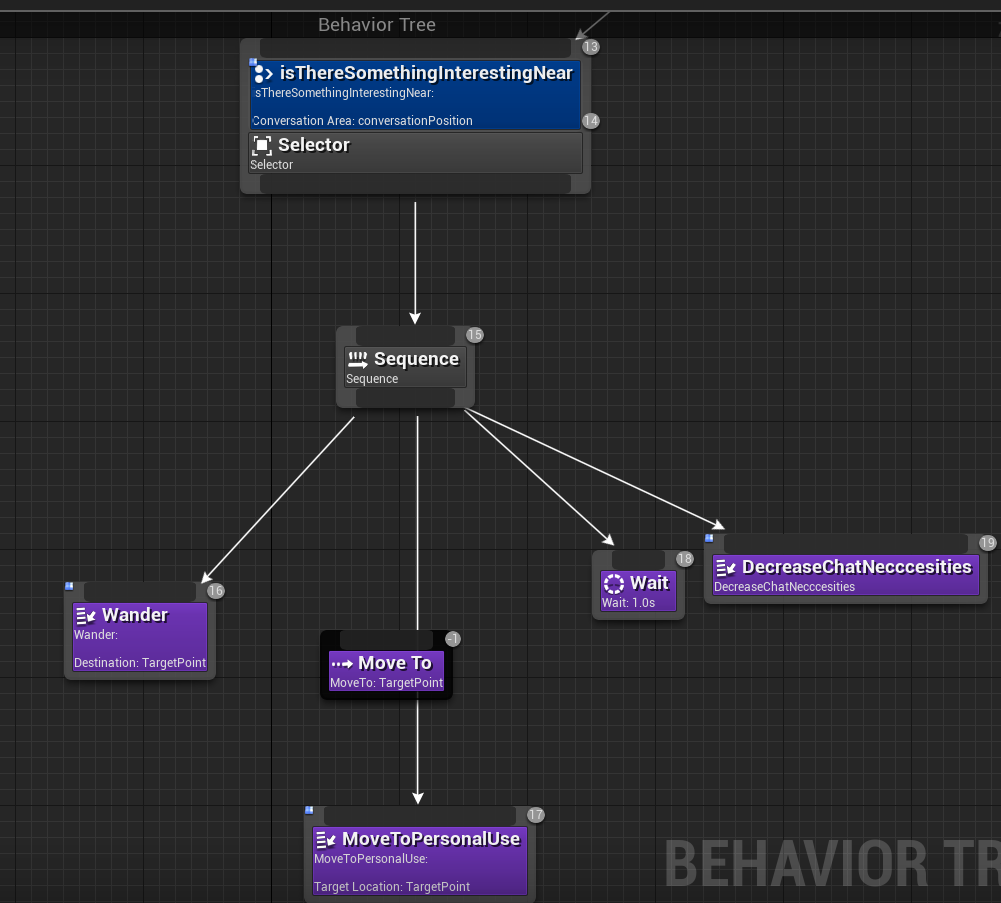 Behavior Tree
13
isThereSomethingInterestingNear
sThereSomethingInterestingNear:
Conversation Area: conversationPosition
14
Selector
Selector
15
Sequence
Sequence
16
Wander
Wander:
Destination: TargetPoint
-1
Move To
MoveTo: TargetPoint
18
Wait
Wait: 1.0s
19
DecreaseChatNecccesities
DecreaseChatNecccesities
17
MoveToPersonalUse
MoveToPersonalUse:
Target Location: TargetPoint
BEHAVIOR TR